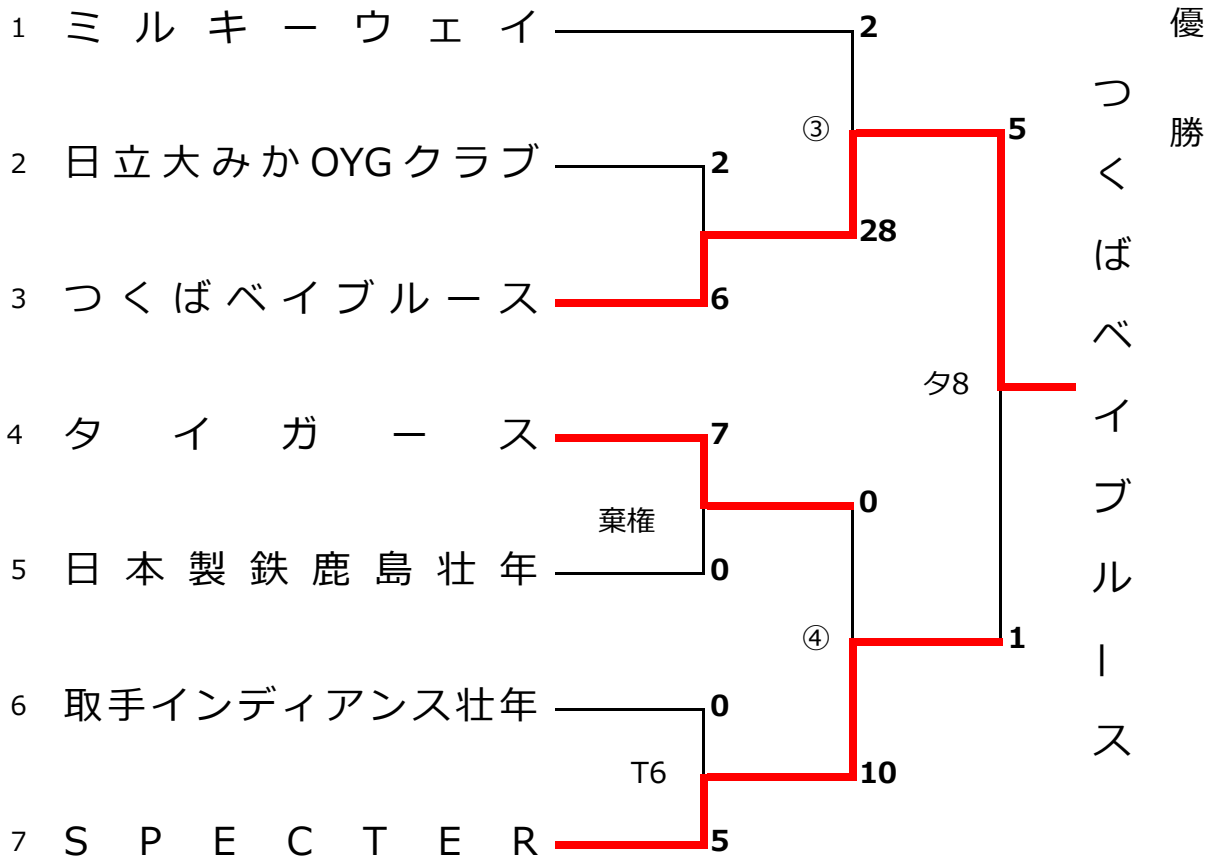 1 ミルキーウェイ 2
2 日立大みかOYGクラブ 2
③ 5
28
3 つくばベイブルース 6
夕8
4 タイガース 7
棄権 0
5 日本製鉄鹿島壮年 0
④ 1
6 取手インディアンス壮年 0
T6 10
7 SPECTER 5
つくばベイブルース
優勝